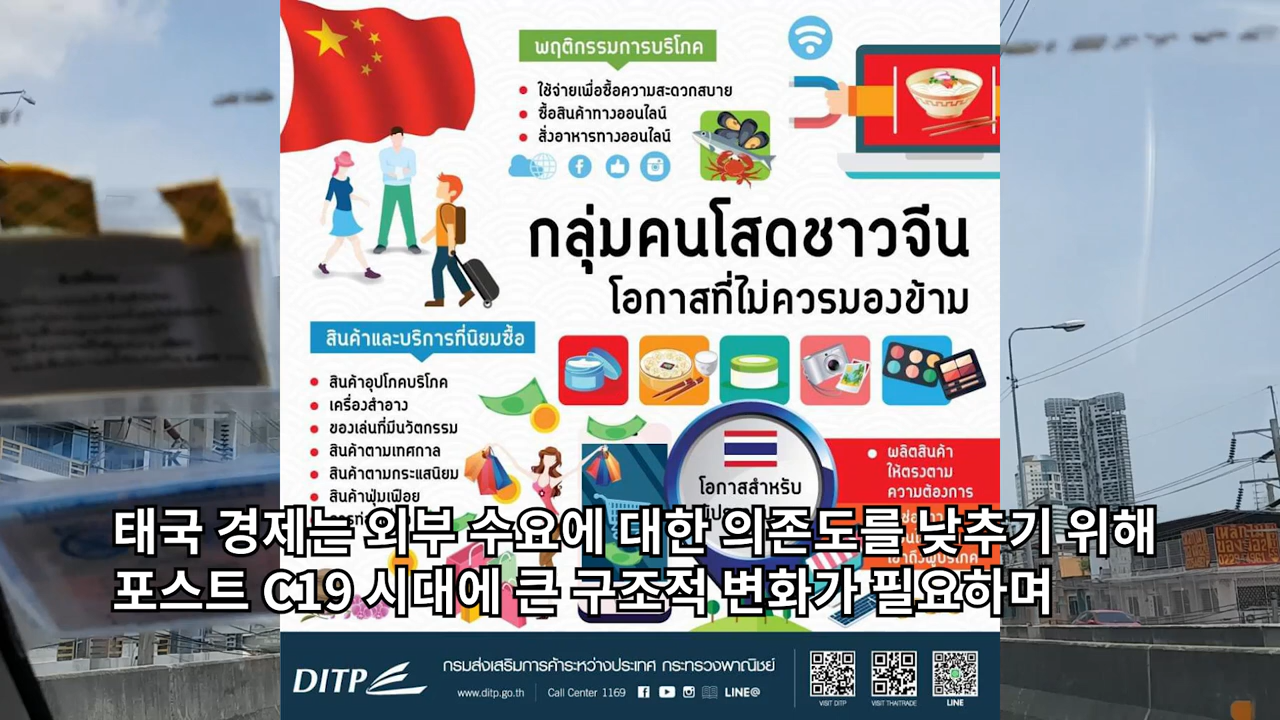 พฤติกรรมการบริโภค
ใช้จ่ายเพื่อซื้อความสะดวกสบาย
ซื้อสินค้าทางออนไลน์
สั่งอาหารทางออนไลน์
กลุ่มคนโสดชาวจีน
โอกาสที่ไม่ควรมองข้าม
สินค้าและบริการที่นิยมซื้อ
สินค้าอุปโภคบริโภค
เครื่องสำอาง
ของเล่นที่มีนวัตกรรม
สินค้าตามเทศกาล
สินค้าตามกระแสนิยม
สินค้าฟุ่มเฟือย
โอกาสสำหรับ
ผลิตสินค้า
ให้ตรงตาม
ความต้องการ
태국 경제는 외부 수요에 대한 의존도를 낮추기 위해
포스트 C19 시대에 큰 구조적 변화가 필요하며
DITP
กรมส่งเสริมการค้าระหว่างประเทศ กระทรวงพาณิชย์
www.ditp.go.th
Call Center 1169
LINE@
VISIT DITP
VISIT THAITRADE
LINE